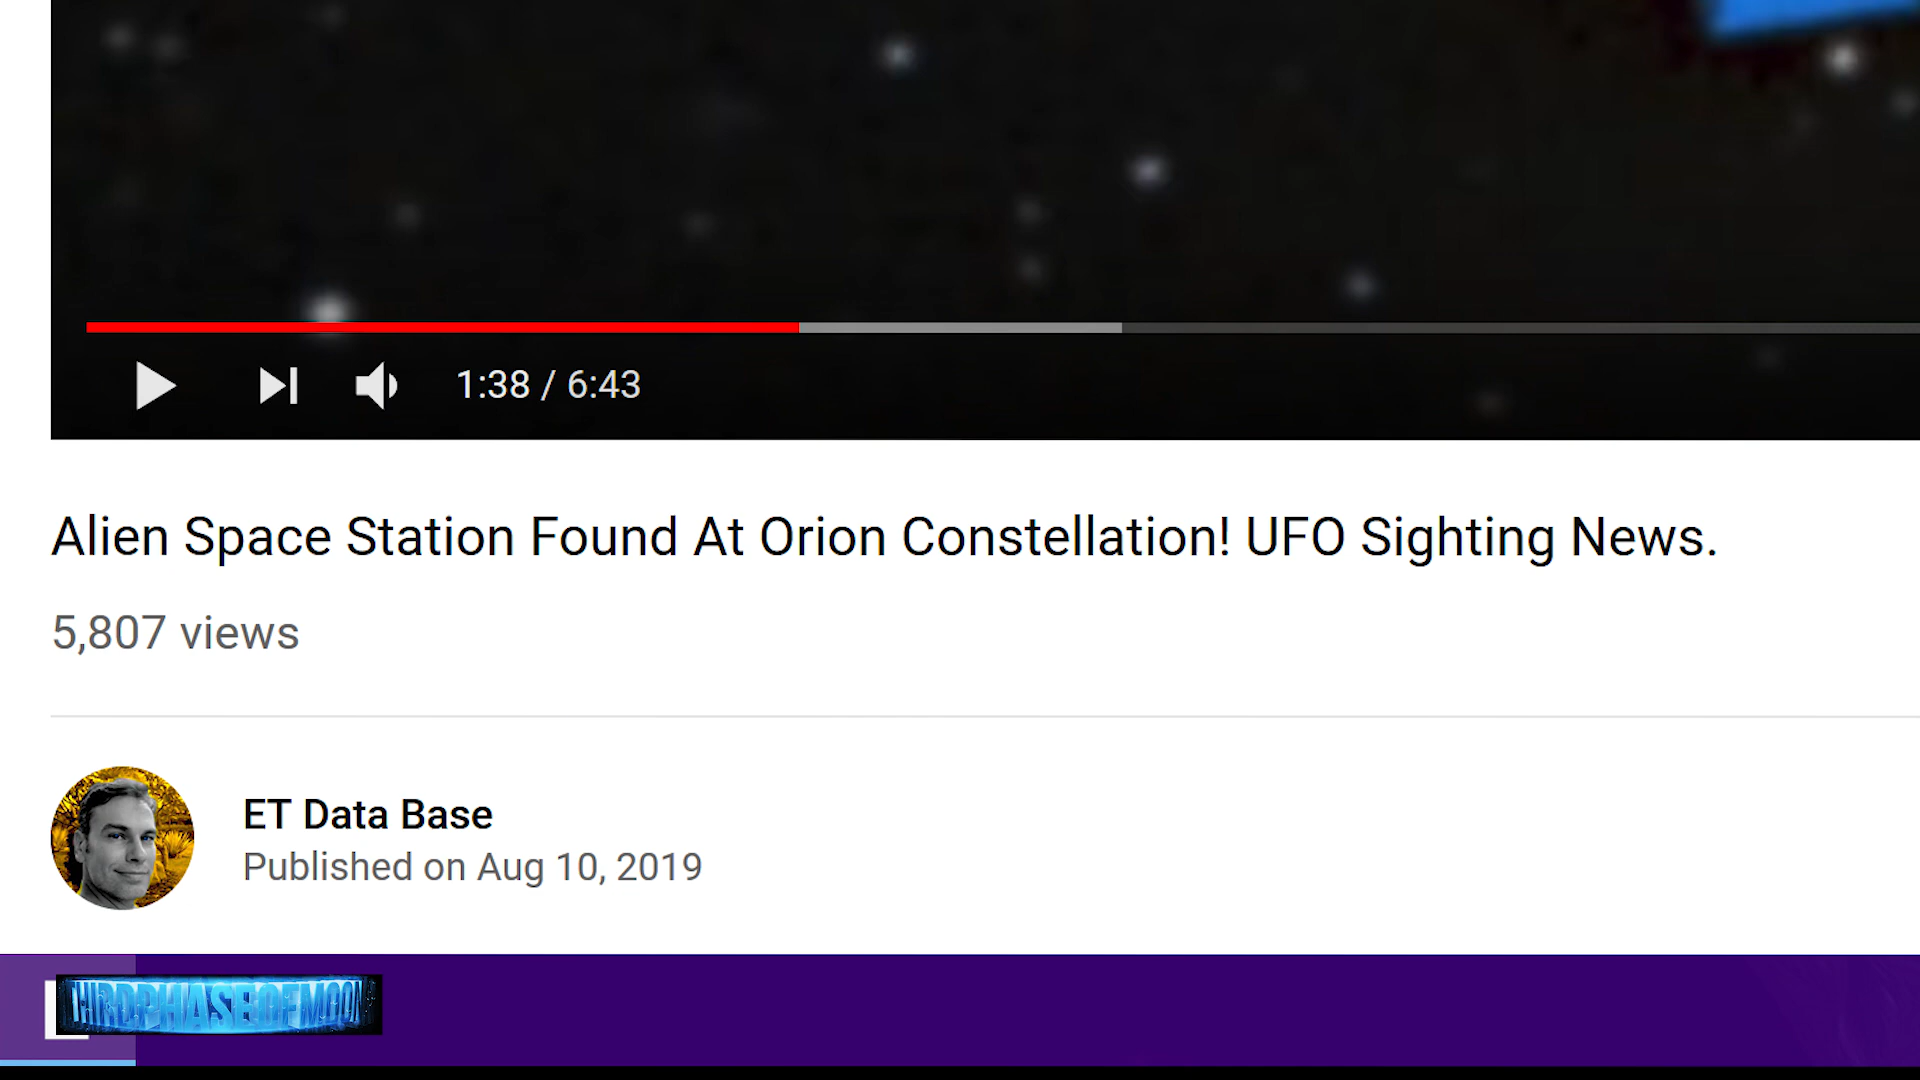 1:38 / 6:43
Alien Space Station Found At Orion Constellation! UFO Sighting News.
5,807 views
ET Data Base
Published on Aug 10, 2019
THIRDPHASEOFMOON